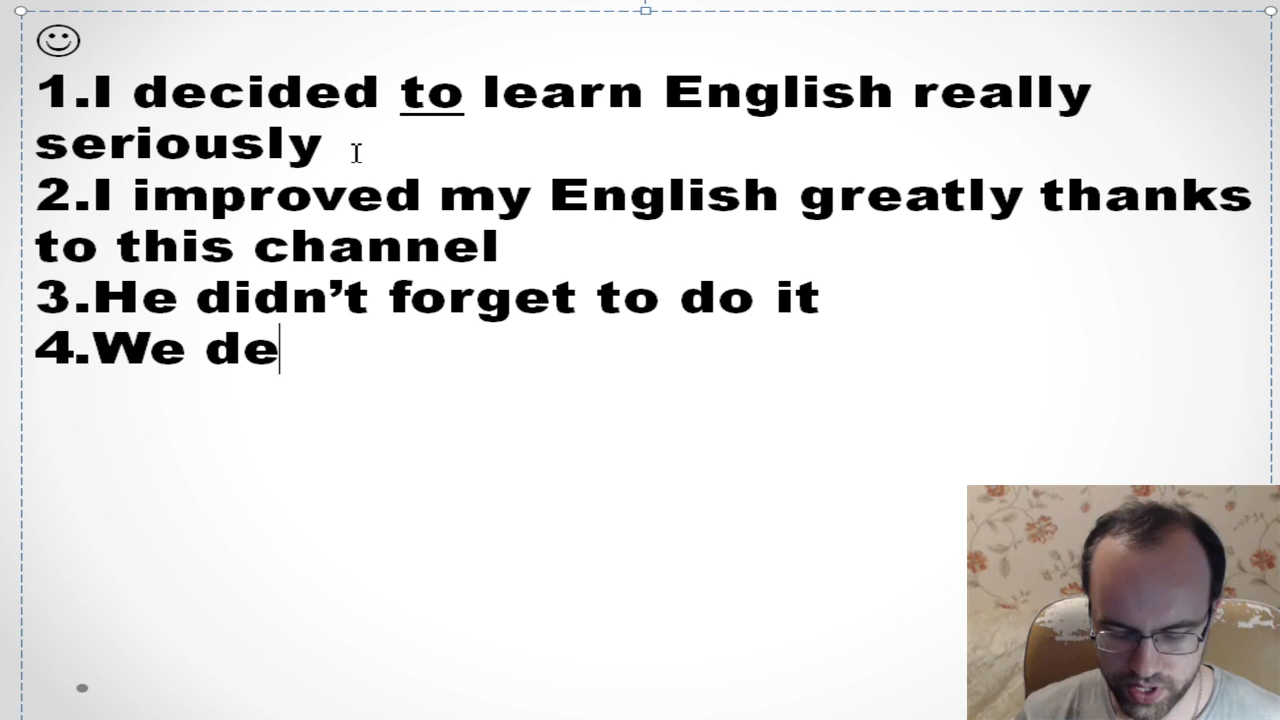 1.I decided to learn English really
seriously
2.I improved my English greatly thanks
to this channel
3.He didn’t forget to do it
4.We de